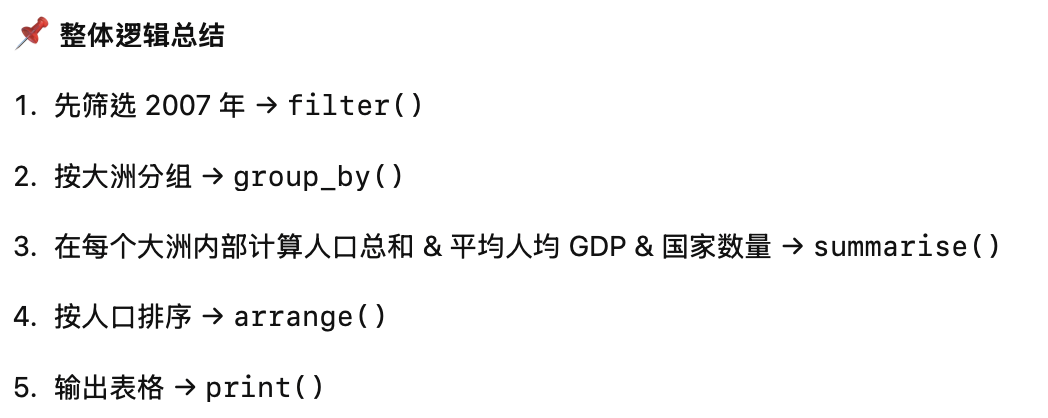 📌 整体逻辑总结
1. 先筛选 2007 年 → filter()
2. 按大洲分组 → group_by()
3. 在每个大洲内部计算人口总和 & 平均人均 GDP & 国家数量 → summarise()
4. 按人口排序 → arrange()
5. 输出表格 → print()